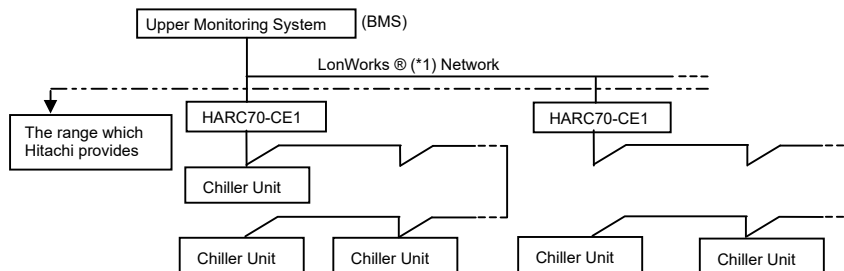 Upper Monitoring System (BMS)
LonWorks ® (*1) Network
HARC70-CE1 HARC70-CE1
The range which
Hitachi provides
Chiller Unit
Chiller Unit Chiller Unit Chiller Unit Chiller Unit